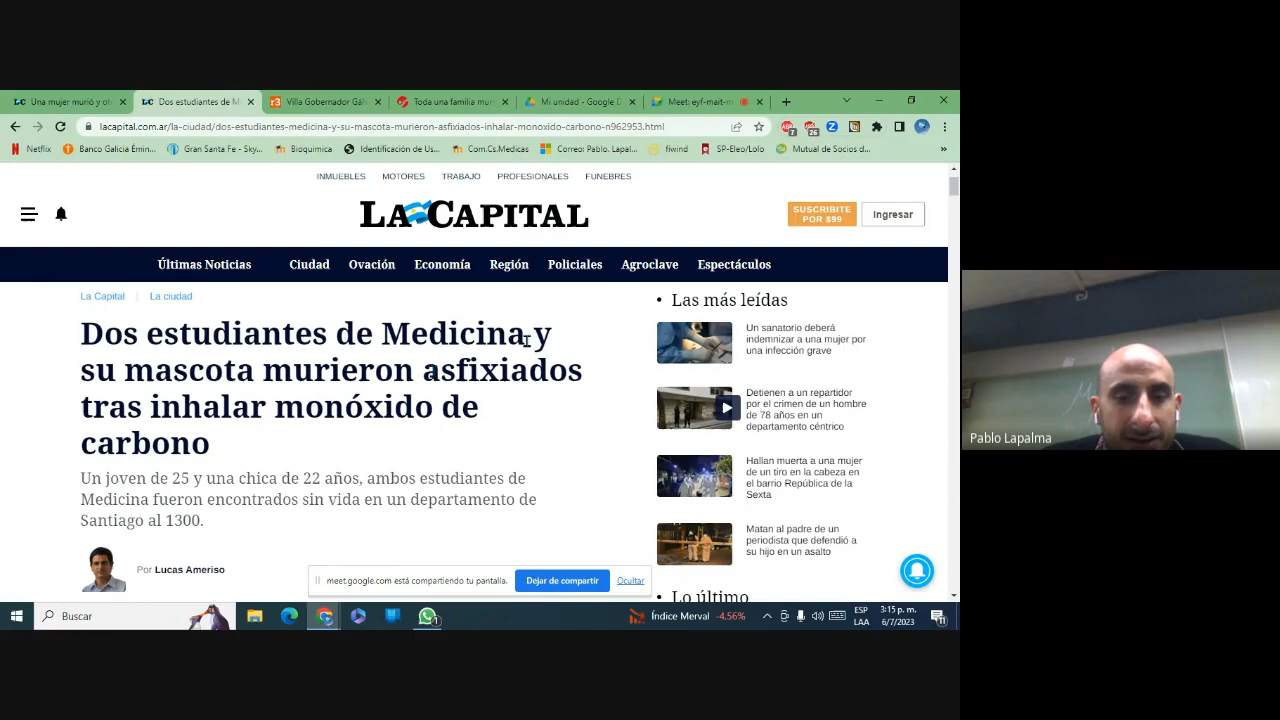 Una mujer murió y ot
Dos estudiantes de M
Villa Gobernador Gál
Toda una familia mur
Mi unidad - Google D
Meet: eyf-mait-m
lacapital.com.ar/la-ciudad/dos-estudiantes-medicina-y-su-mascota-murieron-asfixiados-inhalar-monoxido-carbono-n962953.html
Netflix
Banco Galicia Émin...
Gran Santa Fe - Sky...
Bioquimica
Identificación de Us...
Com.Cs.Medicas
Correo: Pablo. Lapal...
fiwind
SP-Eleo/Lolo
Mutual de Socios d...
INMUEBLES MOTORES TRABAJO PROFESIONALES FUNEBRES
LA CAPITAL
SUSCRIBITE
POR $99
Ingresar
Últimas Noticias Ciudad Ovación Economía Región Policiales Agroclave Espectáculos
La Capital | La ciudad
Dos estudiantes de Medicina y
su mascota murieron asfixiados
tras inhalar monóxido de
carbono
Un joven de 25 y una chica de 22 años, ambos estudiantes de
Medicina fueron encontrados sin vida en un departamento de
Santiago al 1300.
Por Lucas Ameriso
• Las más leídas
Un sanatorio deberá
indemnizar a una mujer por
una infección grave
Detienen a un repartidor
por el crimen de un hombre
de 78 años en un
departamento céntrico
Hallan muerta a una mujer
de un tiro en la cabeza en
el barrio República de la
Sexta
Matan al padre de un
periodista que defendió a
su hijo en un asalto
• Lo último
meet.google.com está compartiendo tu pantalla.
Dejar de compartir
Ocultar
Buscar
Índice Merval -4,56%
ESP
LAA
3:15 p. m.
6/7/2023
11
Pablo Lapalma